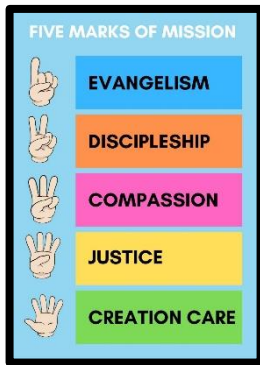 FIVE MARKS OF MISSION
EVANGELISM
DISCIPLESHIP
COMPASSION
JUSTICE
CREATION CARE